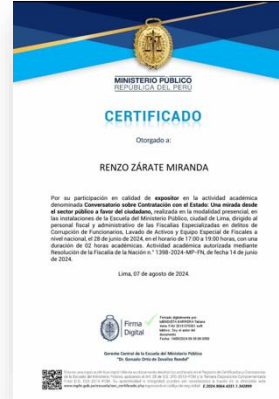 MINISTERIO PÚBLICO
REPÚBLICA DEL PERÚ
CERTIFICADO
Otorgado a:
RENZO ZÁRATE MIRANDA
Por su participación en calidad de expositor en la actividad académica
denominada Conversatorio sobre Contratación con el Estado: Una mirada desde
el sector público a favor del ciudadano, realizada en la modalidad presencial, en
las instalaciones de la Escuela del Ministerio Público, ciudad de Lima, dirigido al
personal fiscal y administrativo de las Fiscalías Especializadas en delitos de
Corrupción de Funcionarios, Lavado de Activos y Equipo Especial de Fiscales a
nivel nacional, el 28 de junio de 2024, en el horario de 17:00 a 19:00 horas, con una
duración de 02 horas académicas. Actividad académica autorizada mediante
Resolución de la Fiscalía de la Nación n.° 1398-2024-MP-FN, de fecha 14 de junio
de 2024.
Lima, 07 de agosto de 2024.
Firma
Digital
Gerente Central de la Escuela del Ministerio Público
"Dr. Gonzalo Ortiz de Zevallos Roedel"